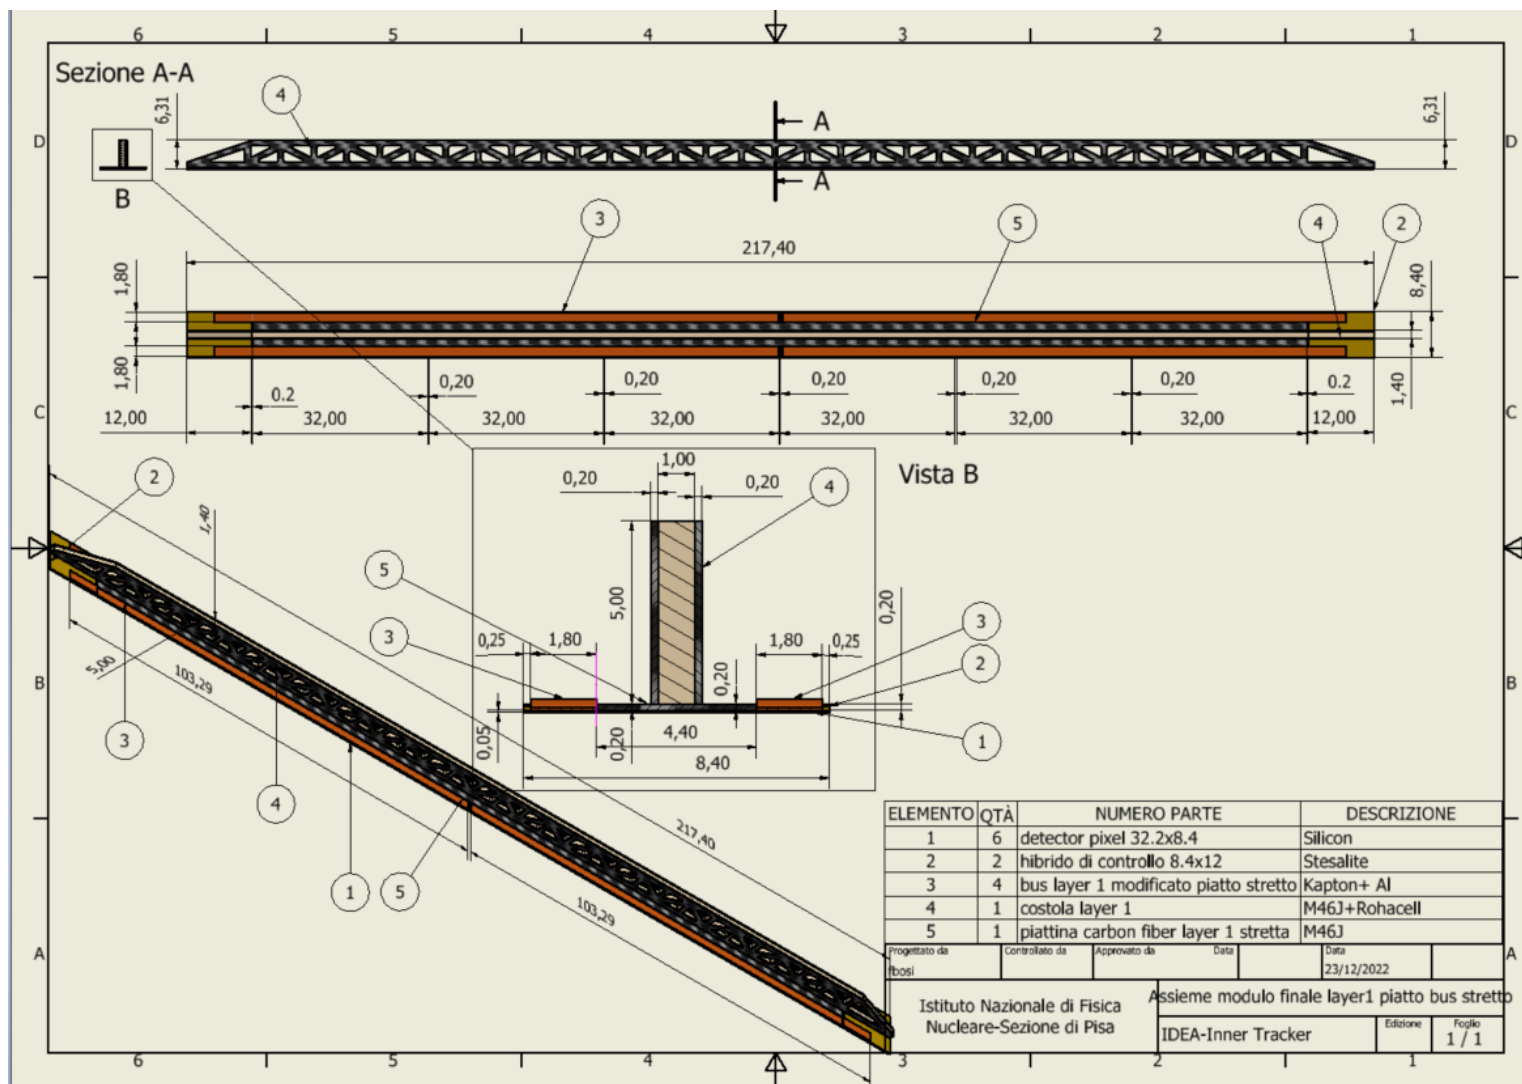 6 5 4 3 2 1
Sezione A-A
4
6,31
6,31
A
A
D
D
B
3
5
4
2
217,40
1,80
8,40
1,80
1,40
0.2
0,20
0,20
0,20
0,20
0,20
0.2
C
C
12,00
32,00
32,00
32,00
32,00
32,00
32,00
12,00
Vista B
2
1,40
1,00
0,20
0,20
4
5
5,00
0,20
3
3
0,25
1,80
1,80
0,25
2
0,20
5,00
103,29
B
B
0,05
0,20
4,40
1
8,40
3
4
217,40
1
5
103,29
ELEMENTO QTÀ NUMERO PARTE DESCRIZIONE
1 6 detector pixel 32.2x8.4 Silicon
2 2 hibrido di controllo 8.4x12 Stesalite
3 4 bus layer 1 modificato piatto stretto Kapton+ Al
4 1 costola layer 1 M46J+Rohacell
5 1 piattina carbon fiber layer 1 stretta M46J
A
A
Progettato da Controllato da Approvato da Data Data
fbosi 23/12/2022
Istituto Nazionale di Fisica
Nucleare-Sezione di Pisa
Assieme modulo finale layer1 piatto bus stretto
IDEA-Inner Tracker
Edizione Foglio
1 / 1
6 5 4 3 2 1